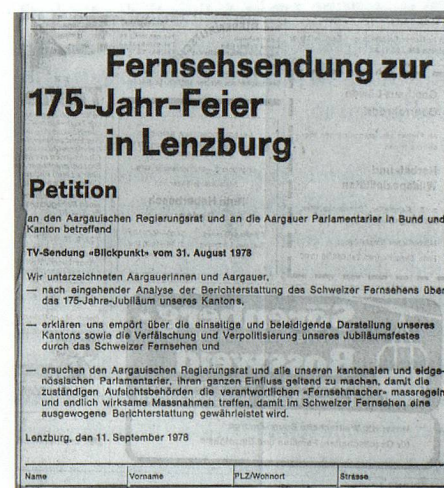 Fernsehsendung zur
175-Jahr-Feier
in Lenzburg
Petition
an den Aargauischen Regierungsrat und an die Aargauer Parlamentarier in Bund und
Kanton betreffend
TV-Sendung «Blickpunkt» vom 31. August 1978
Wir unterzeichneten Aargauerinnen und Aargauer,
— nach eingehender Analyse der Berichterstattung des Schweizer Fernsehens über
das 175-Jahre-Jubiläum unseres Kantons,
— erklären uns empört über die einseitige und beleidigende Darstellung unseres
Kantons sowie die Verfälschung und Verpolitisierung unseres Jubiläumsfestes
durch das Schweizer Fernsehen und
— ersuchen den Aargauischen Regierungsrat und alle unseren kantonalen und eidge-
nössischen Parlamentarier, ihren ganzen Einfluss geltend zu machen, damit die
zuständigen Aufsichtsbehörden die verantwortlichen «Fernsehmacher» massregeln
und endlich wirksame Massnahmen treffen, damit im Schweizer Fernsehen eine
ausgewogene Berichterstattung gewährleistet wird.
Lenzburg, den 11. September 1978
Name Vorname PLZ/Wohnort Strasse